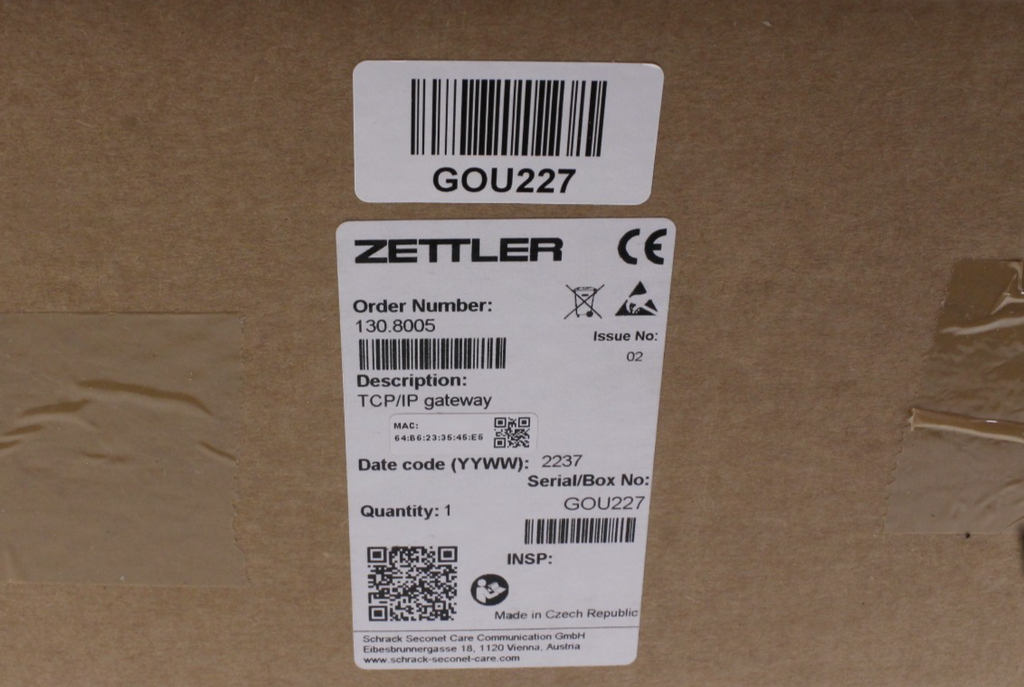 GOU227
ZETTLER CE
Order Number:
130.8005
Issue No:
02
Description:
TCP/IP gateway
MAC:
64:B6:23:35:45:E5
Date code (YYWW): 2237
Serial/Box No:
GOU227
Quantity: 1
INSP:
Made in Czech Republic
Schrack Seconet Care Communication GmbH
Eibesbrunnergasse 18, 1120 Vienna, Austria
www.schrack-seconet-care.com